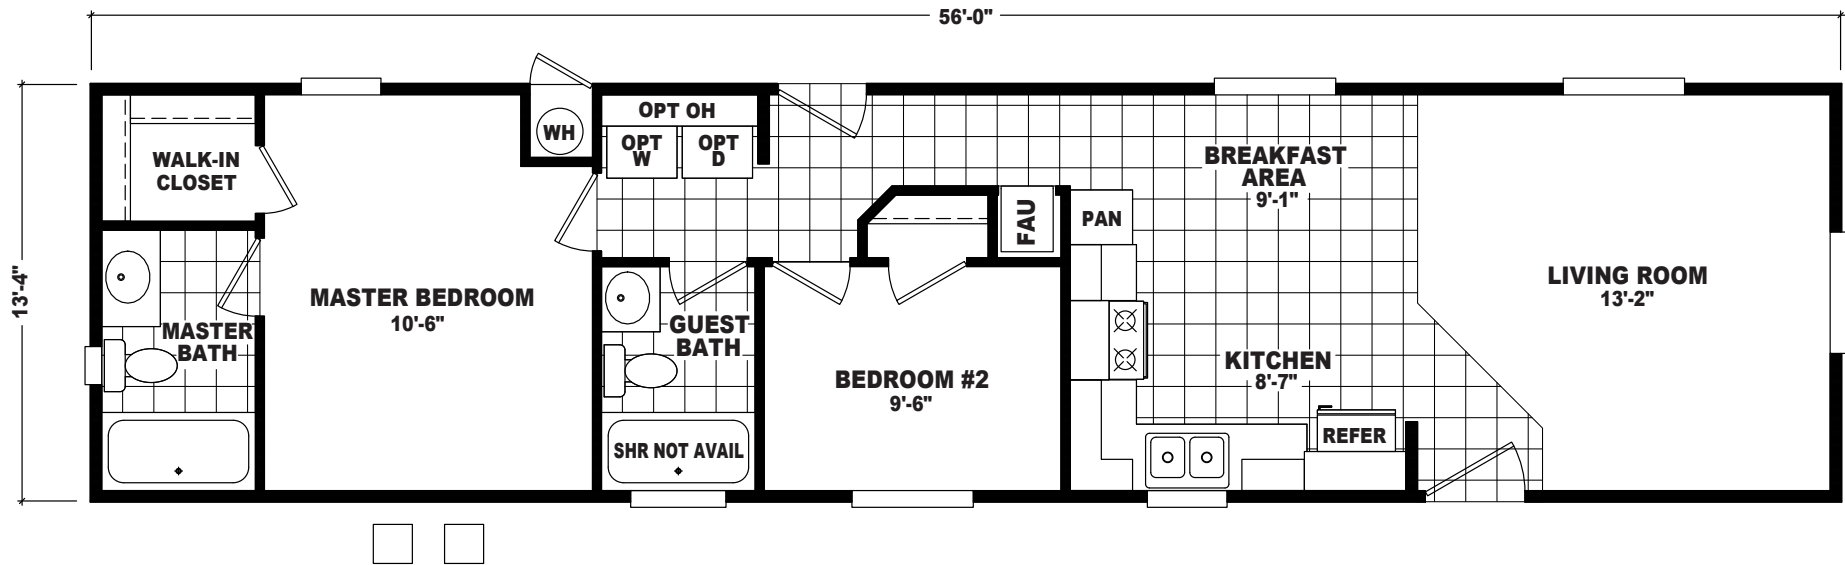 56'-0"
13'-4"
WALK-IN
CLOSET
WH
OPT OH
OPT
W
OPT
D
MASTER BEDROOM
10'-6"
MASTER
BATH
GUEST
BATH
SHR NOT AVAIL
BEDROOM #2
9'-6"
FAU
PAN
BREAKFAST
AREA
9'-1"
KITCHEN
8'-7"
REFER
LIVING ROOM
13'-2"